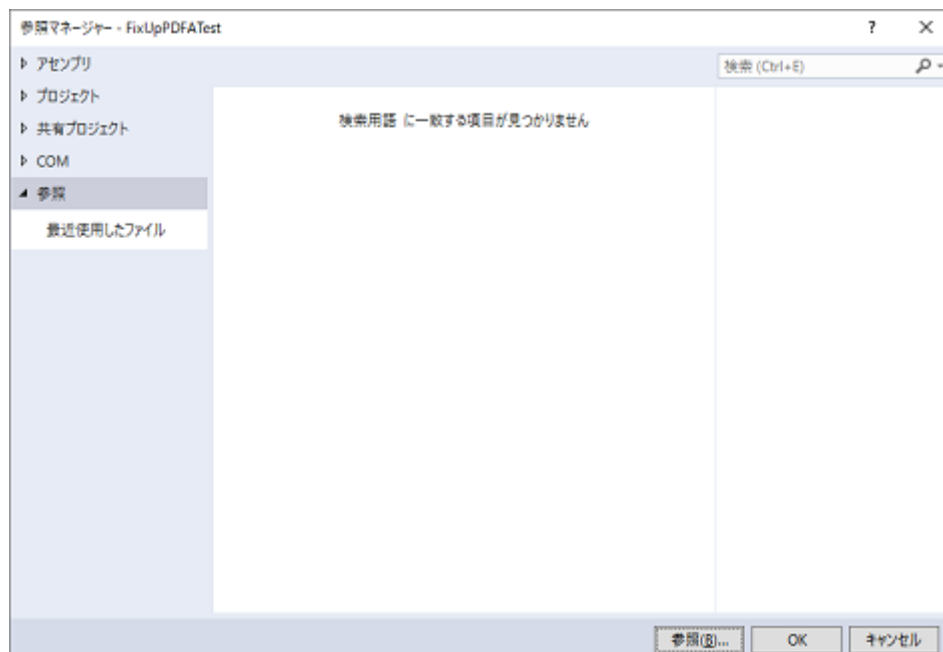 参照マネージャー - FixUpPDFATest
?
アセンブリ
検索 (Ctrl+E)
プロジェクト
検索用語 に一致する項目が見つかりません
共有プロジェクト
COM
参照
最近使用したファイル
参照(B)...
OK
キャンセル